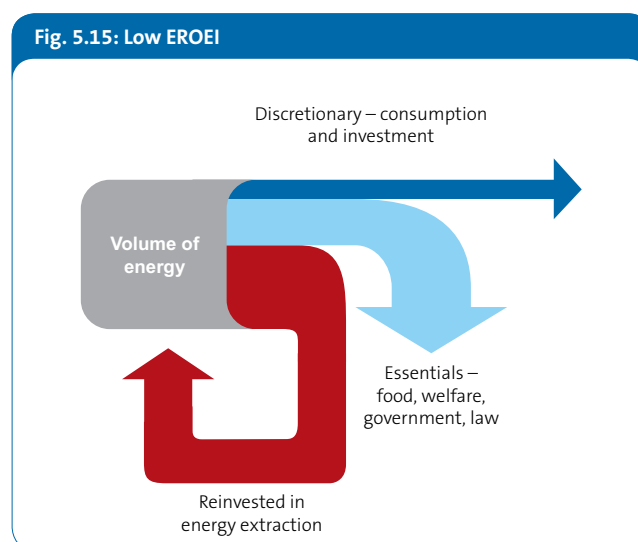 Fig. 5.15: Low EROEI
Discretionary – consumption
and investment
Volume of
energy
Essentials –
food, welfare,
government, law
Reinvested in
energy extraction